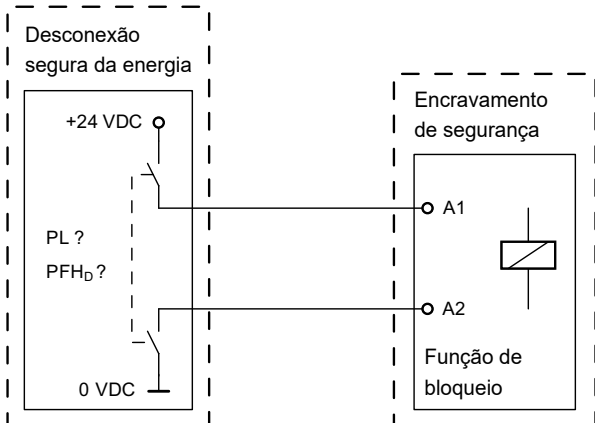 Desconexão
segura da energia
+24 VDC
PL ?
PFHD?
0 VDC
Encravamento
de segurança
A1
A2
Função de
bloqueio